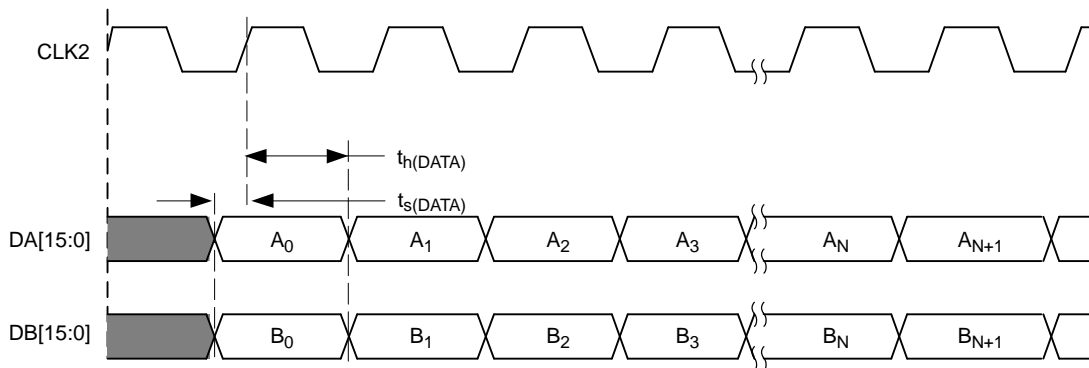 CLK2
t_h(DATA)
t_s(DATA)
DA[15:0] A_0 A_1 A_2 A_3 A_N A_N+1
DB[15:0] B_0 B_1 B_2 B_3 B_N B_N+1